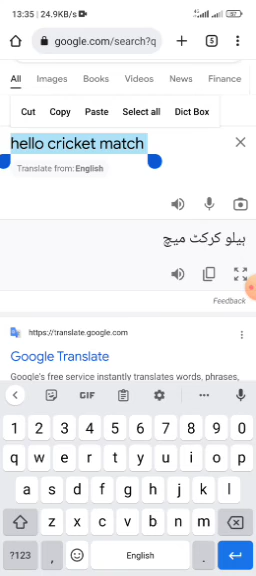 13:35 | 24.9KB/s
google.com/search?q
5
All Images Books Videos News Finance
Cut Copy Paste Select all Dict Box
hello cricket match
Translate from: English
ہیلو کرکٹ میچ
Feedback
https://translate.google.com
Google Translate
Google's free service instantly translates words, phrases,
GIF
1 2 3 4 5 6 7 8 9 0
q w e r t y u i o p
a s d f g h j k l
z x c v b n m
?123 , English .